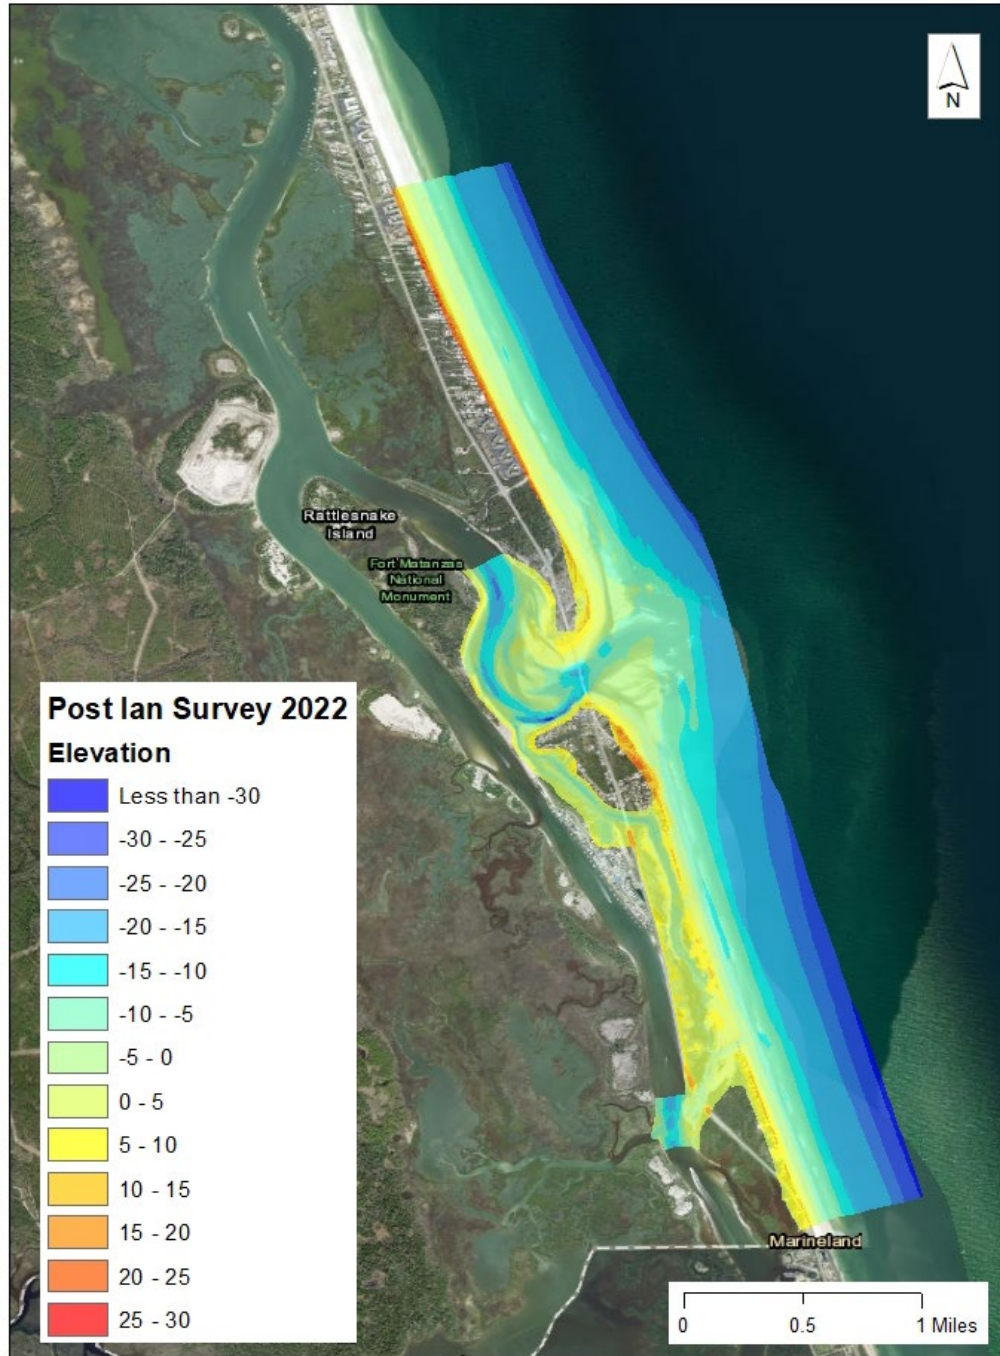 N
Rattlesnake
Island
Fort Matanzas
National
Monument
Post Ian Survey 2022
Elevation
Less than -30
-30 - -25
-25 - -20
-20 - -15
-15 - -10
-10 - -5
-5 - 0
0 - 5
5 - 10
10 - 15
15 - 20
20 - 25
25 - 30
Marineland
0 0.5 1 Miles